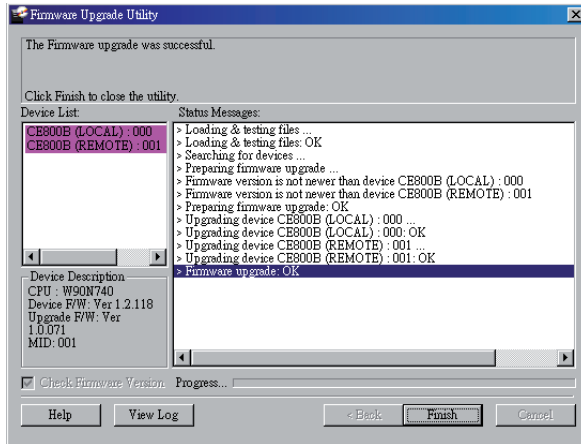 Firmware Upgrade Utility
The Firmware upgrade was successful.
Click Finish to close the utility.
Device List:
CE800B (LOCAL) : 000
CE800B (REMOTE) : 001
Status Messages:
> Loading & testing files ...
> Loading & testing files: OK
> Searching for devices ...
> Preparing firmware upgrade ...
> Firmware version is not newer than device CE800B (LOCAL) : 000
> Firmware version is not newer than device CE800B (REMOTE) : 001
> Preparing firmware upgrade: OK
> Upgrading device CE800B (LOCAL) : 000 ...
> Upgrading device CE800B (LOCAL) : 000: OK
> Upgrading device CE800B (REMOTE) : 001 ...
> Upgrading device CE800B (REMOTE) : 001: OK
> Firmware upgrade: OK
Device Description
CPU : W90N740
Device F/W: Ver 1.2.118
Upgrade F/W: Ver
1.0.071
MID: 001
Check Firmware Version
Progress...
Help
View Log
< Back
Finish
Cancel